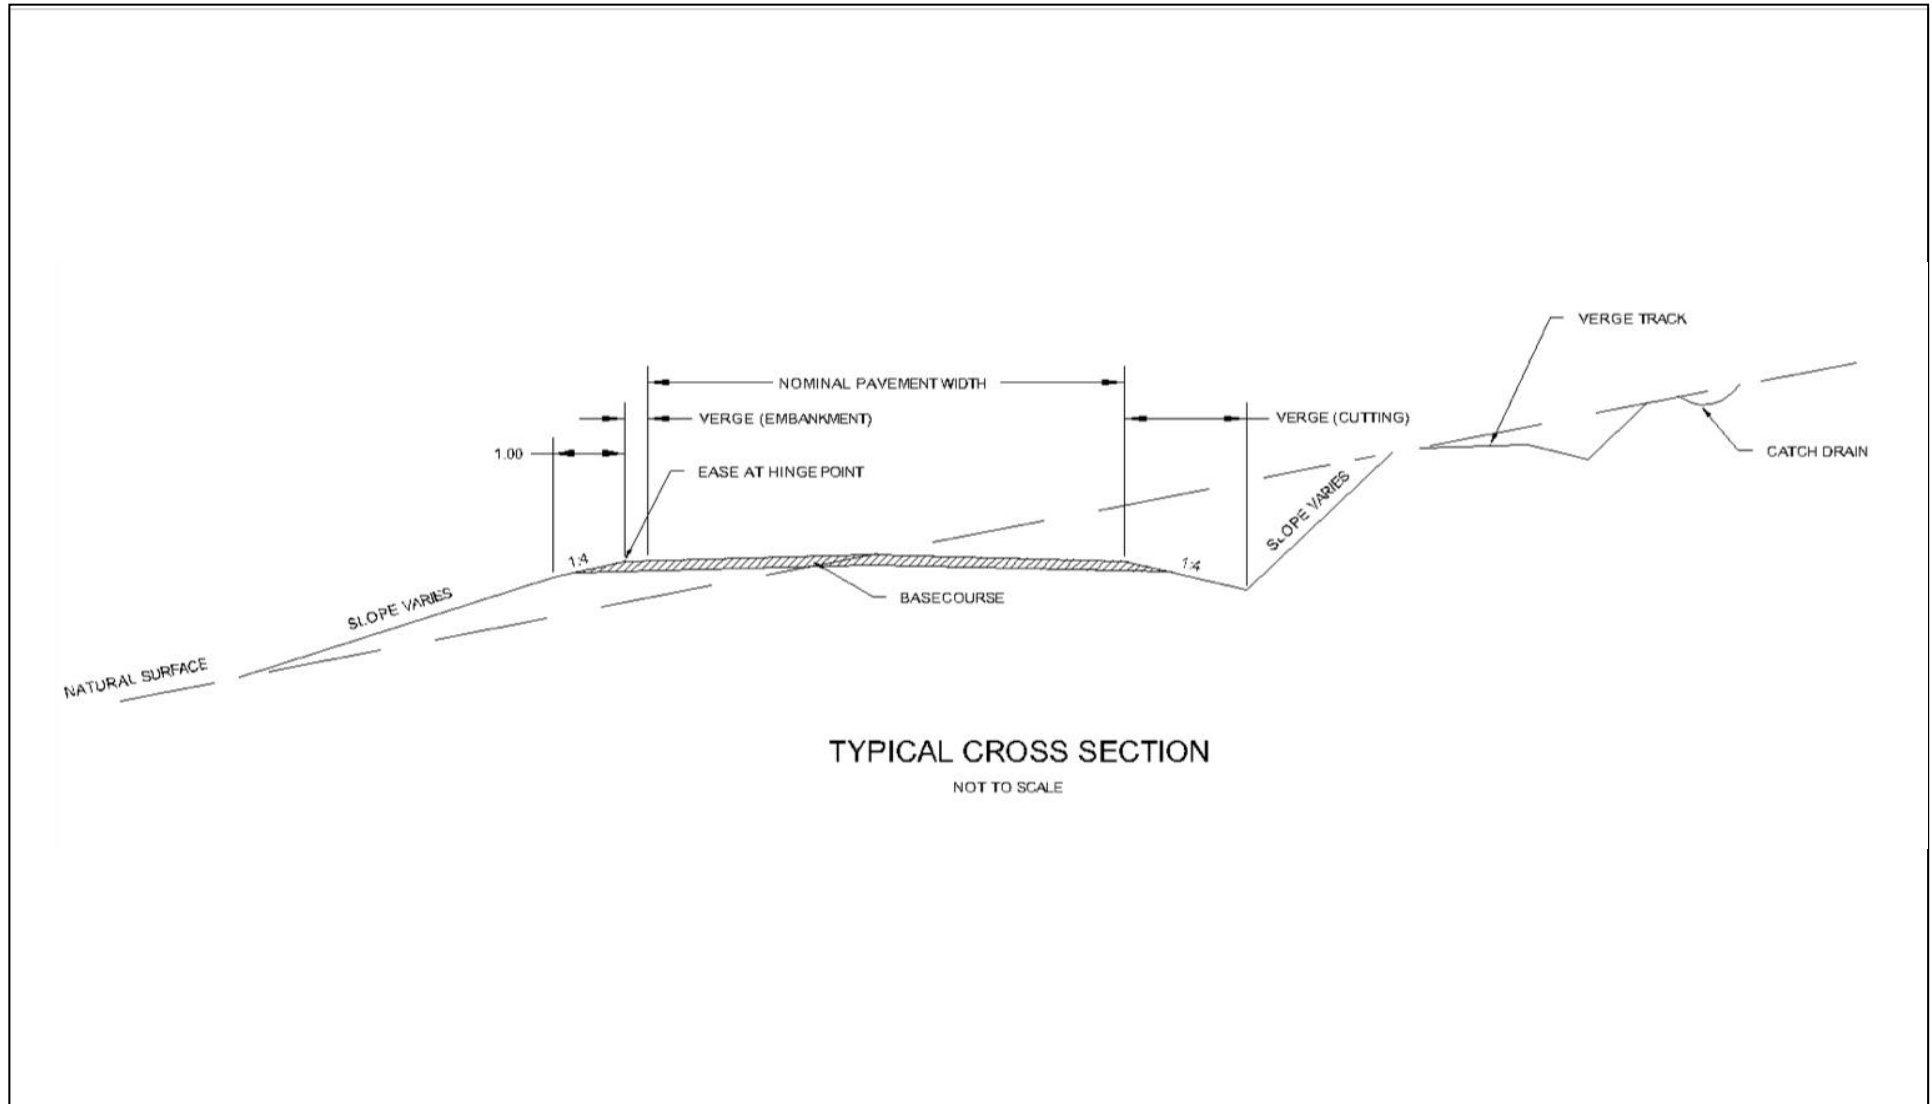 VERGE TRACK
NOMINAL PAVEMENT WIDTH
VERGE (EMBANKMENT)
VERGE (CUTTING)
1.00
CATCH DRAIN
EASE AT HINGE POINT
SLOPE VARIES
1:4
1:4
BASECOURSE
SLOPE VARIES
NATURAL SURFACE
TYPICAL CROSS SECTION
NOT TO SCALE